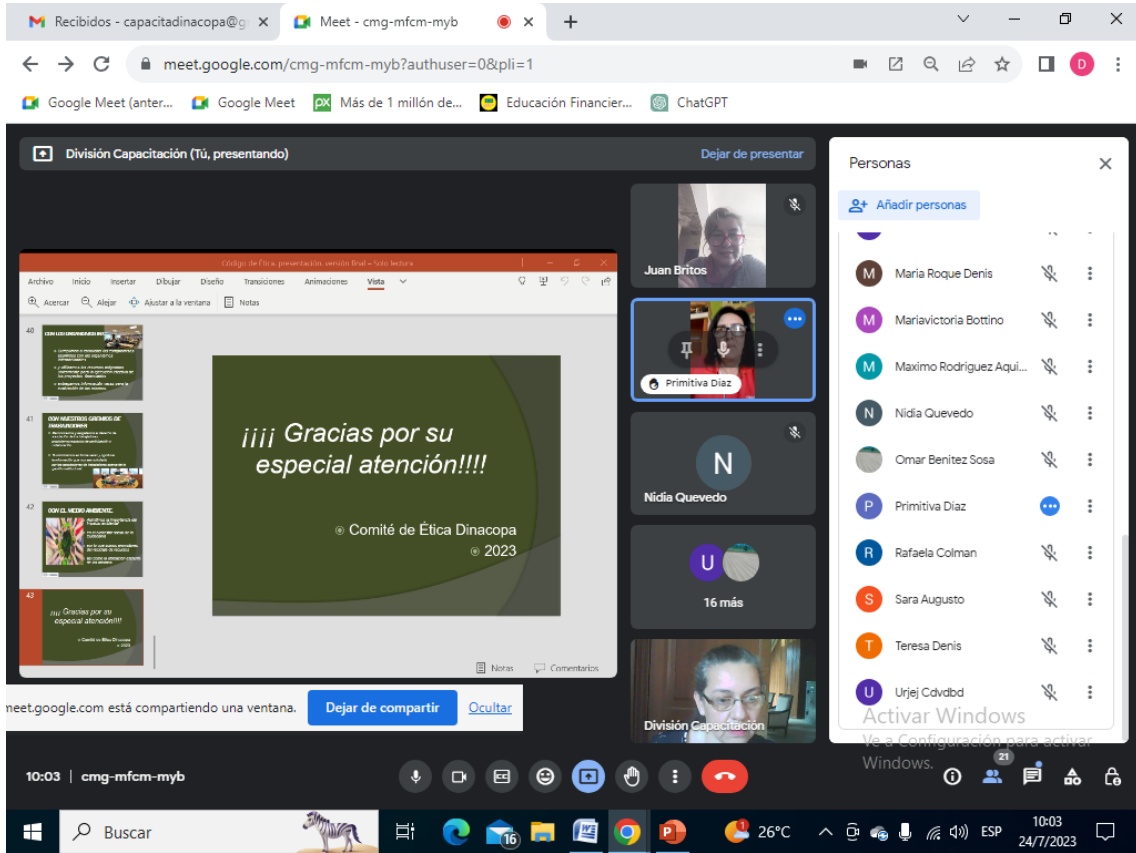 Recibidos - capacitadinacopa@g
Meet - cmg-mfcm-myb
meet.google.com/cmg-mfcm-myb?authuser=0&pli=1
D
Google Meet (anter...
Google Meet
Más de 1 millón de...
Educación Financier...
ChatGPT
División Capacitación (Tú, presentando)
Dejar de presentar
Código de Ética presentación. versión final – Solo lectura
Archivo Inicio Insertar Dibujar Diseño Transiciones Animaciones Vista
Acercar Alejar Ajustar a la ventana Notas
40
41
CON NUESTROS GREMIOS DE
42
CON EL MEDIO AMBIENTE
43
¡¡¡¡ Gracias por su
especial atención!!!!
Comité de Ética Dinacopa
2023
¡¡¡¡ Gracias por su
especial atención!!!!
Comité de Ética Dinacopa
2023
Notas Comentarios
meet.google.com está compartiendo una ventana.
Dejar de compartir
Ocultar
Juan Britos
Primitiva Diaz
N
Nidia Quevedo
U
16 más
División Capacitación
Personas
Añadir personas
M Maria Roque Denis
M Mariavictoria Bottino
M Maximo Rodriguez Aqui...
N Nidia Quevedo
Omar Benitez Sosa
P Primitiva Diaz
R Rafaela Colman
S Sara Augusto
T Teresa Denis
U Urjej Cdvdbd
Activar Windows
Ve a Configuración para activar
Windows.
10:03 | cmg-mfcm-myb
21
Buscar
16
26°C
ESP
10:03
24/7/2023